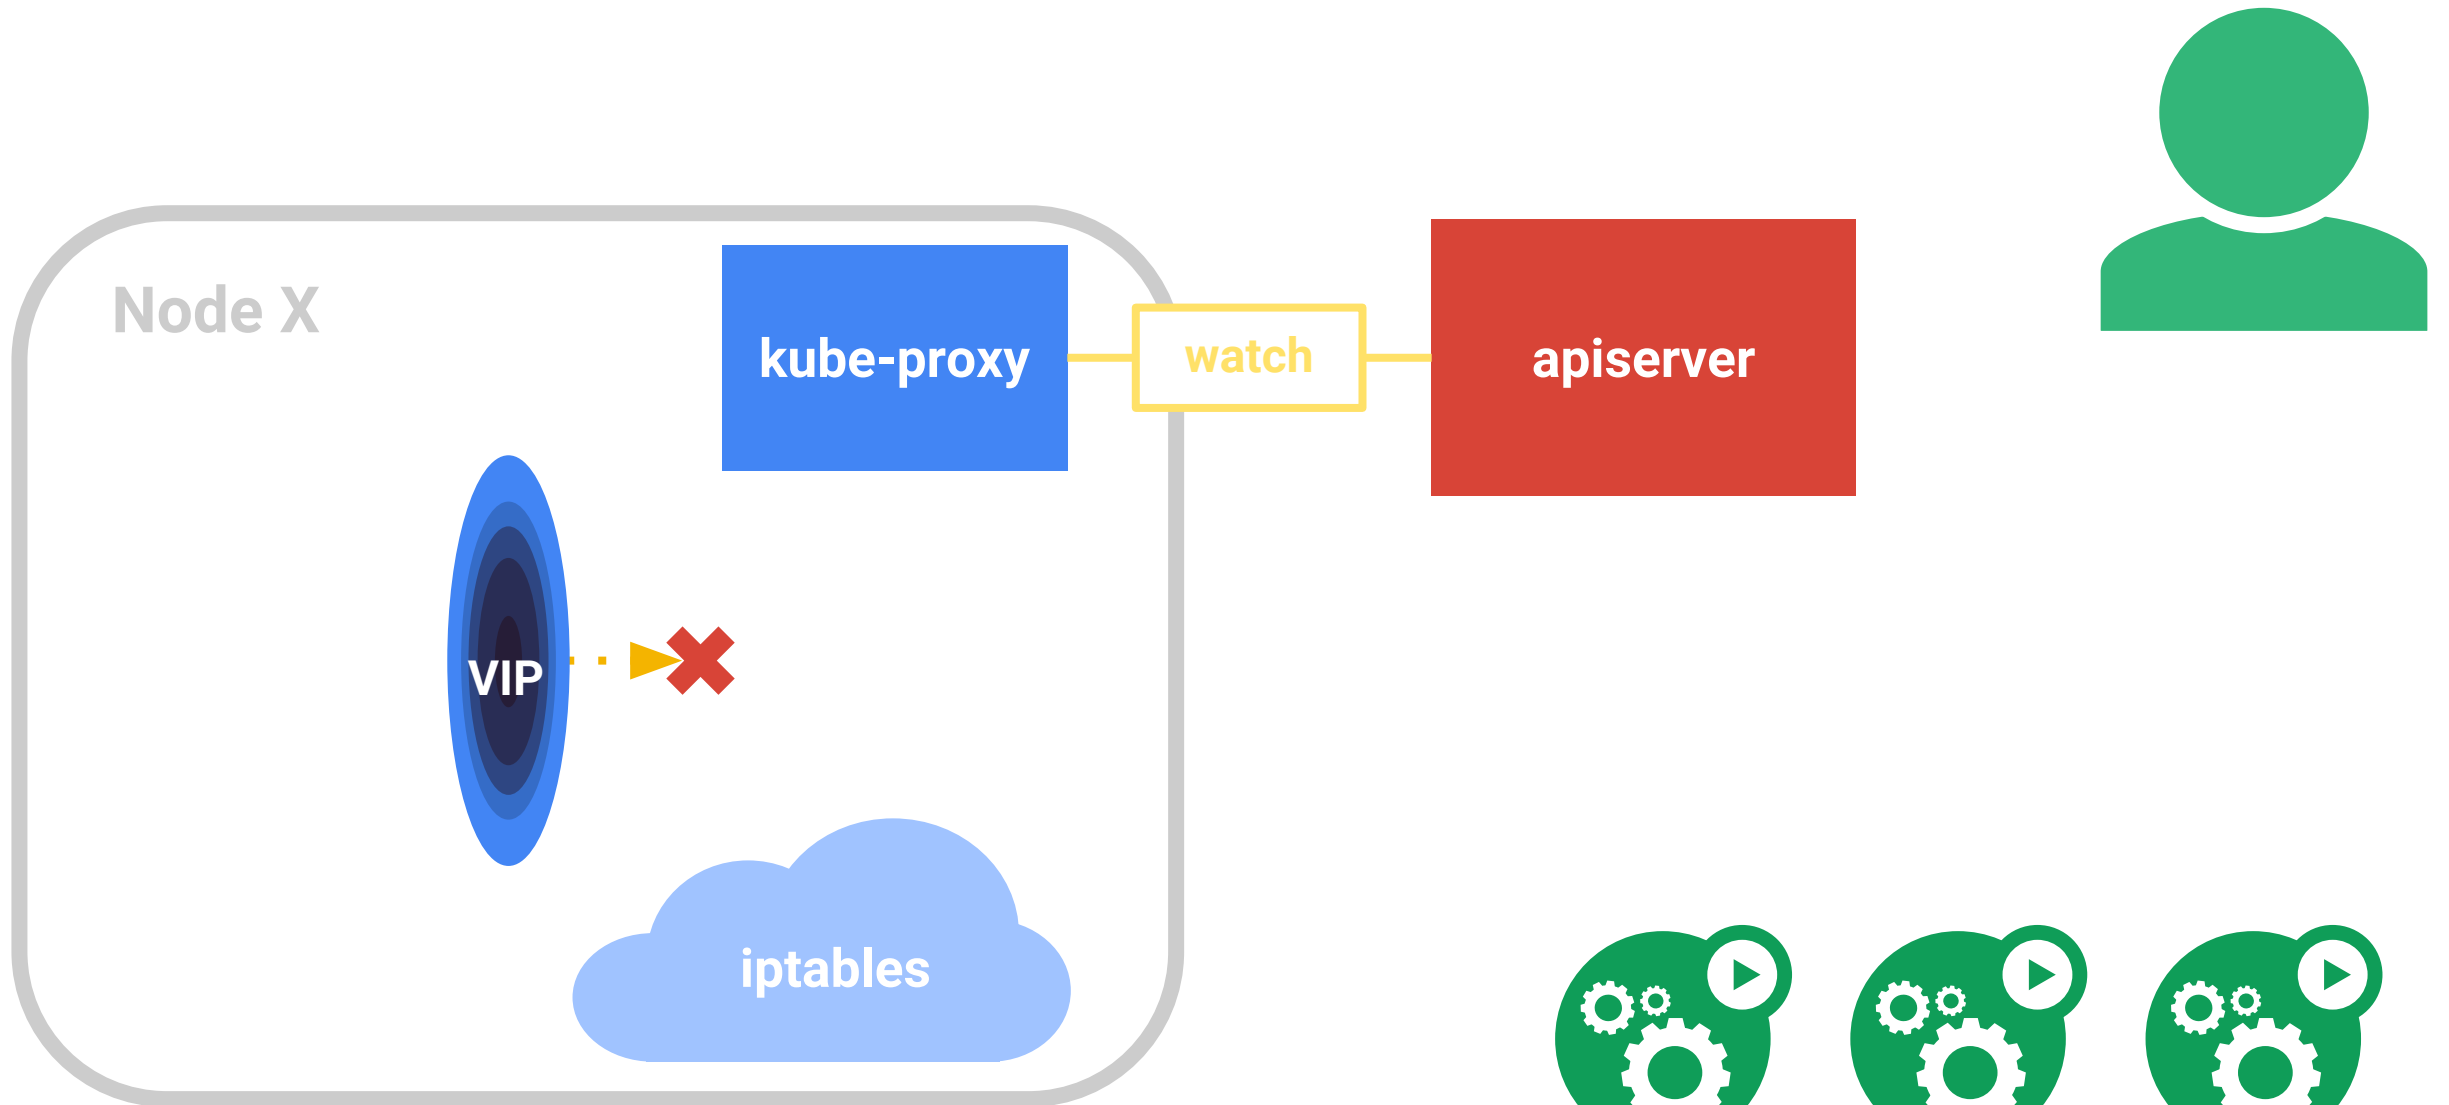 Node X
kube-proxy
watch
apiserver
VIP
iptables